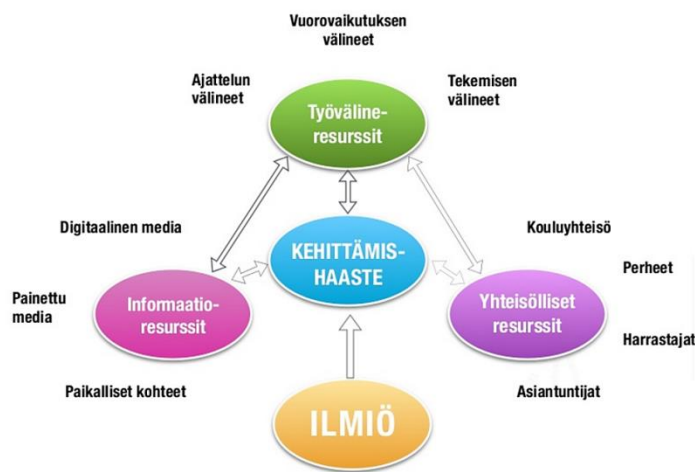 Vuorovaikutuksen
välineet
Ajattelun
välineet
Tekemisen
välineet
Työväline-
resurssit
Digitaalinen media
Kouluyhteisö
KEHITTÄMIS-
HAASTE
Perheet
Painettu
media
Informaatio-
resurssit
Yhteisölliset
resurssit
Harrastajat
Paikalliset kohteet
Asiantuntijat
ILMIÖ